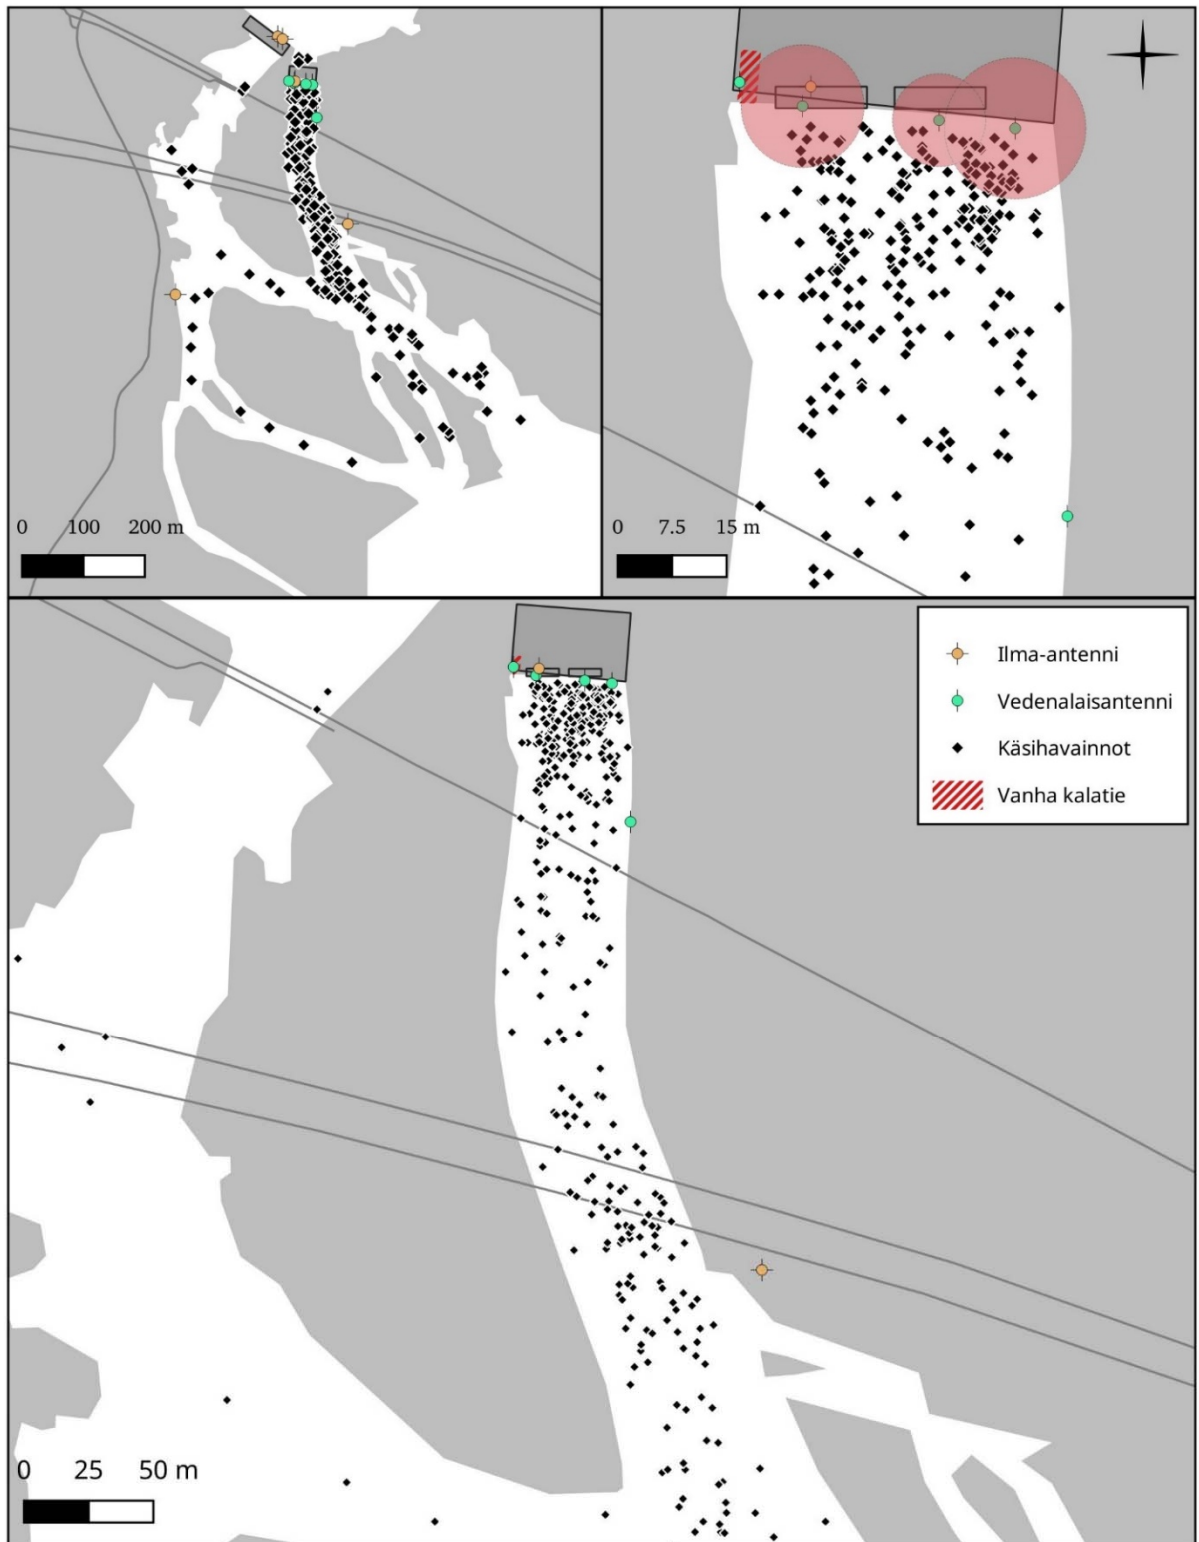 0 100 200 m
0 7.5 15 m
Ilma-antenni
Vedenalaisantenni
Käsihavainnot
Vanha kalatie
0 25 50 m